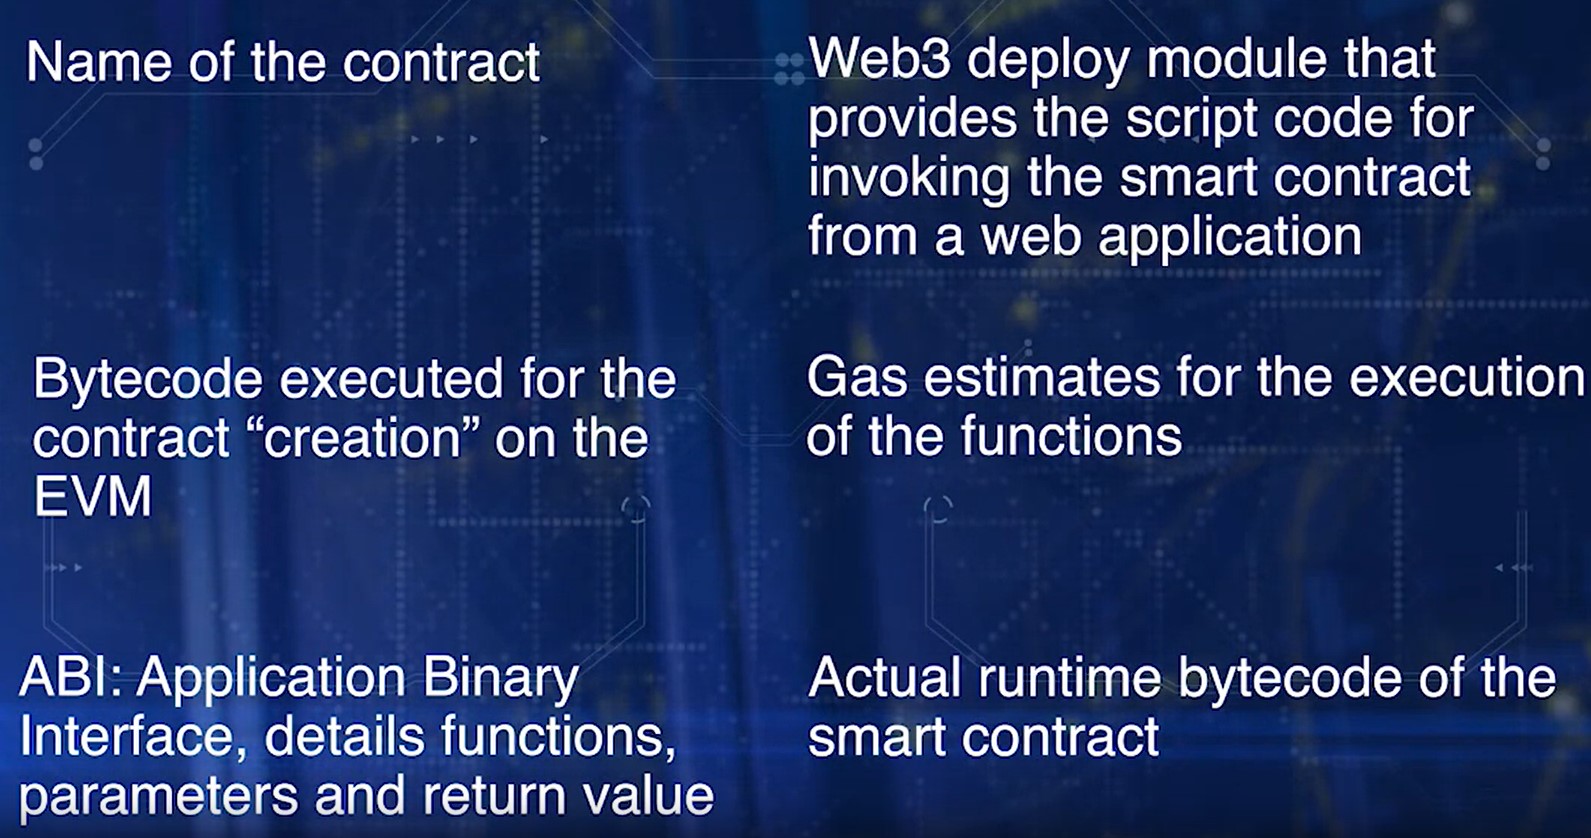 Name of the contract
Web3 deploy module that
provides the script code for
invoking the smart contract
from a web application
Bytecode executed for the
contract “creation” on the
EVM
Gas estimates for the execution
of the functions
ABI: Application Binary
Interface, details functions,
parameters and return value
Actual runtime bytecode of the
smart contract